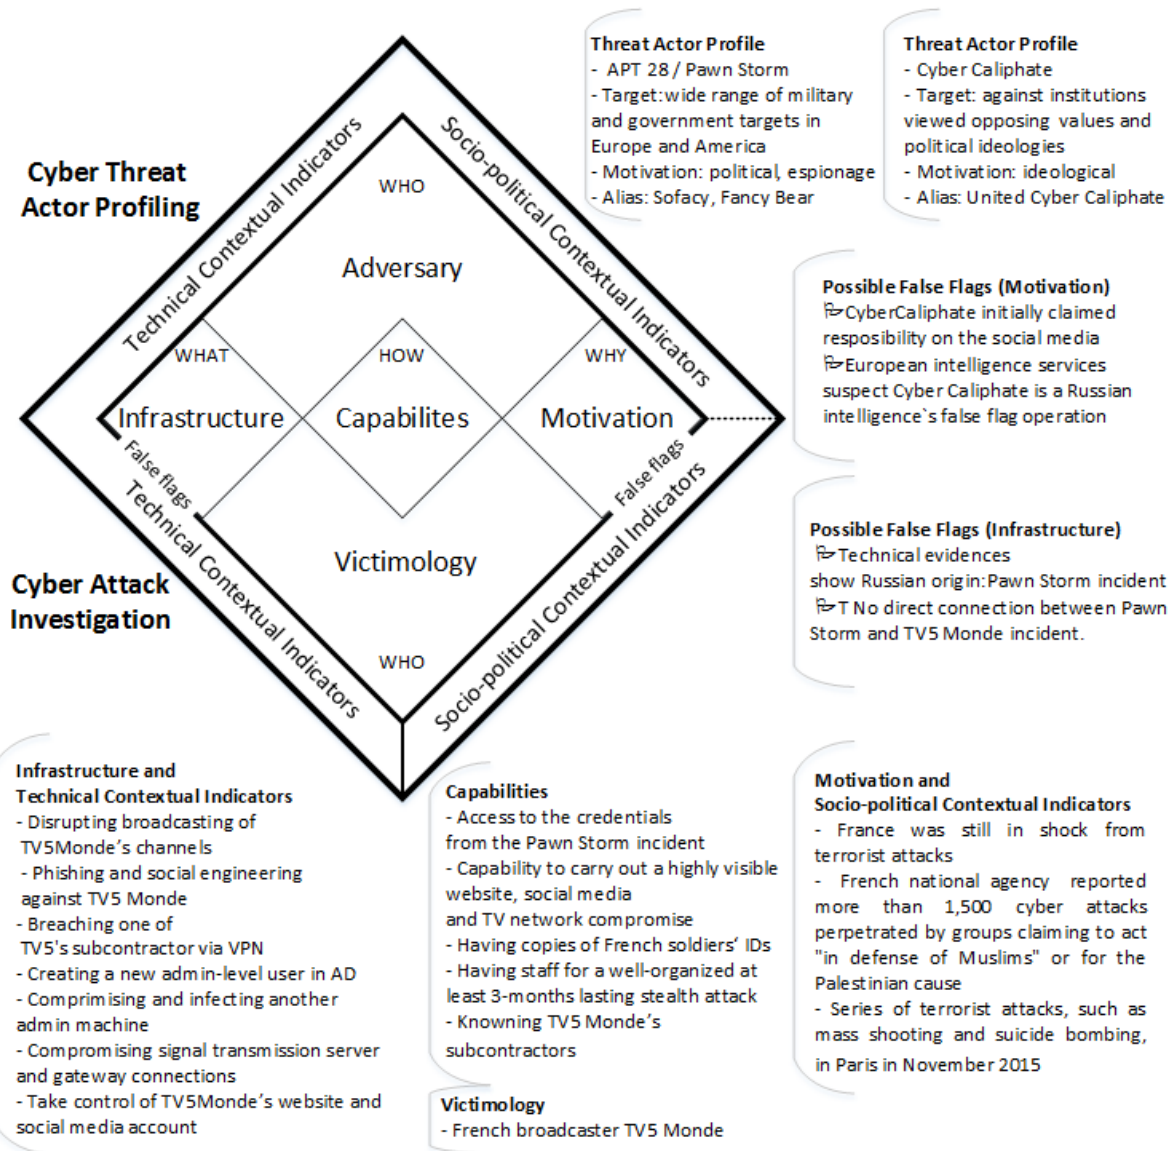 Threat Actor Profile
- APT 28 / Pawn Storm
- Target:wide range of military
and government targets in
Europe and America
- Motivation: political, espionage
- Alias: Sofacy, Fancy Bear
Threat Actor Profile
- Cyber Caliphate
- Target: against institutions
viewed opposing values and
political ideologies
- Motivation: ideological
- Alias: United Cyber Caliphate
Cyber Threat
Actor Profiling
Technical Contextual Indicators
Socio-political Contextual Indicators
WHO
Adversary
WHAT
HOW
WHY
Infrastructure
Capabilites
Motivation
False flags
False flags
Technical Contextual Indicators
Socio-political Contextual Indicators
Victimology
WHO
Cyber Attack
Investigation
Possible False Flags (Motivation)
CyberCaliphate initially claimed
resposibility on the social media
European intelligence services
suspect Cyber Caliphate is a Russian
intelligence`s false flag operation
Possible False Flags (Infrastructure)
Technical evidences
show Russian origin:Pawn Storm incident
T No direct connection between Pawn
Storm and TV5 Monde incident.
Infrastructure and
Technical Contextual Indicators
- Disrupting broadcasting of
TV5Monde’s channels
- Phishing and social engineering
against TV5 Monde
- Breaching one of
TV5's subcontractor via VPN
- Creating a new admin-level user in AD
- Comprimising and infecting another
admin machine
- Compromising signal transmission server
and gateway connections
- Take control of TV5Monde’s website and
social media account
Capabilities
- Access to the credentials
from the Pawn Storm incident
- Capability to carry out a highly visible
website, social media
and TV network compromise
- Having copies of French soldiers‘ IDs
- Having staff for a well-organized at
least 3-months lasting stealth attack
- Knowning TV5 Monde’s
subcontractors
Victimology
- French broadcaster TV5 Monde
Motivation and
Socio-political Contextual Indicators
- France was still in shock from
terrorist attacks
- French national agency reported
more than 1,500 cyber attacks
perpetrated by groups claiming to act
"in defense of Muslims" or for the
Palestinian cause
- Series of terrorist attacks, such as
mass shooting and suicide bombing,
in Paris in November 2015